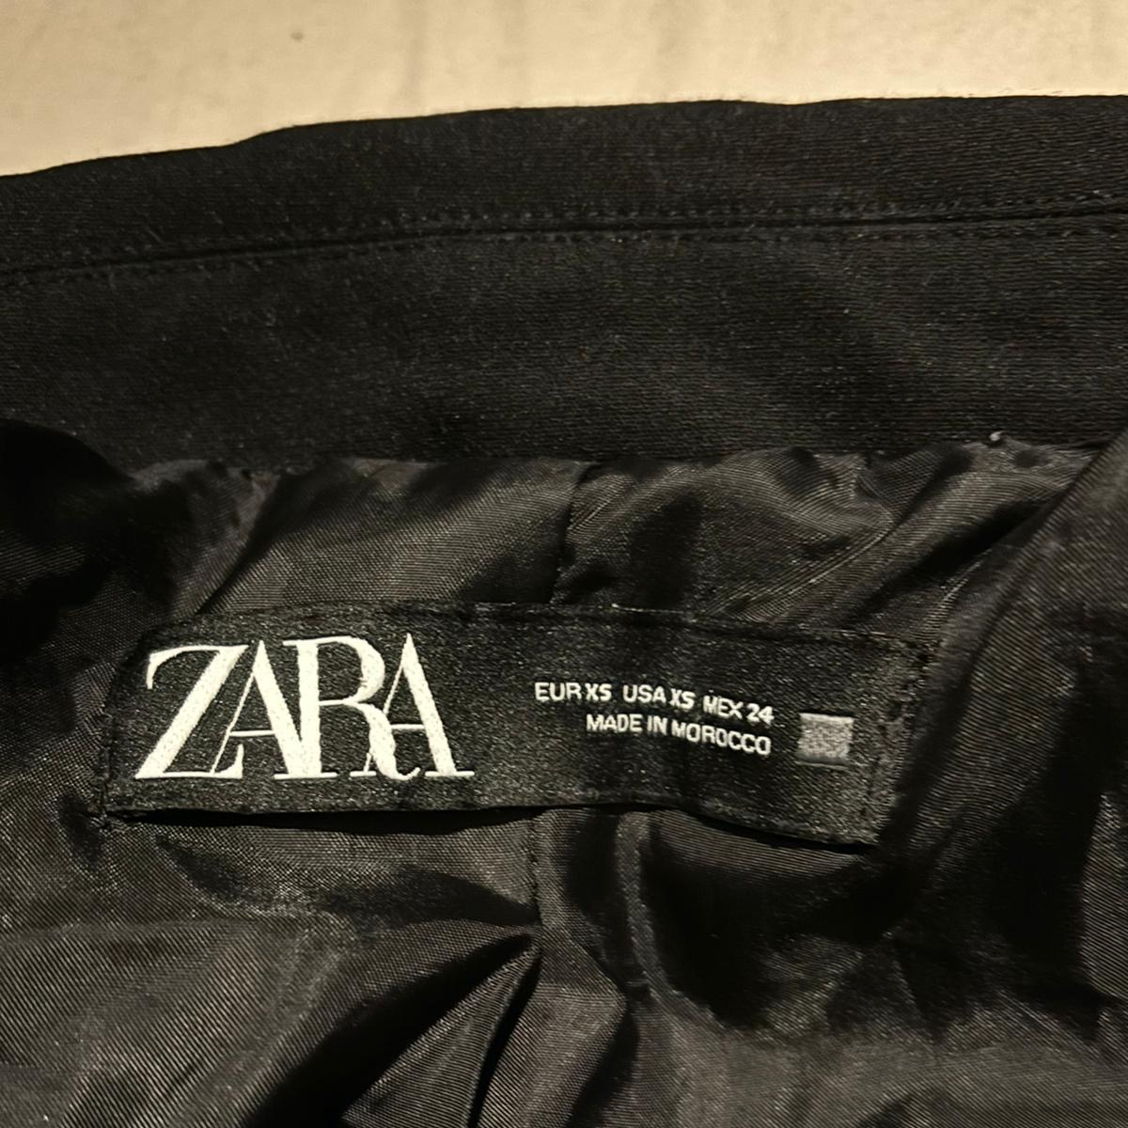 ZARA
EUR XS USA XS MEX 24
MADE IN MOROCCO